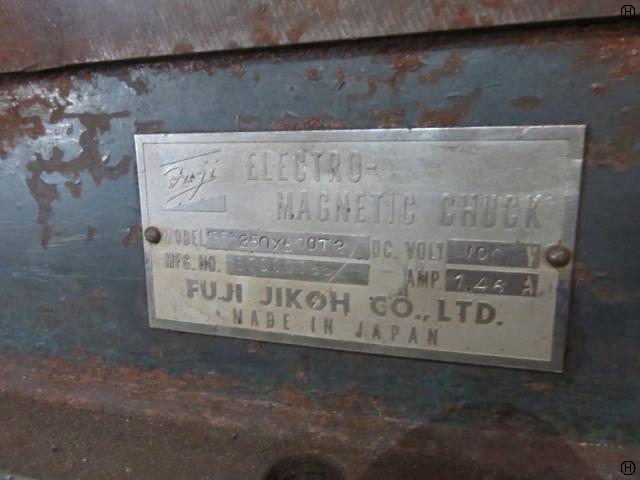 Fuji
ELECTRO-
MAGNETIC CHUCK
MODEL DC. VOLT 100 V
MFG. NO. AMP. 1.46 A
FUJI JIKOH CO., LTD.
MADE IN JAPAN
H
H